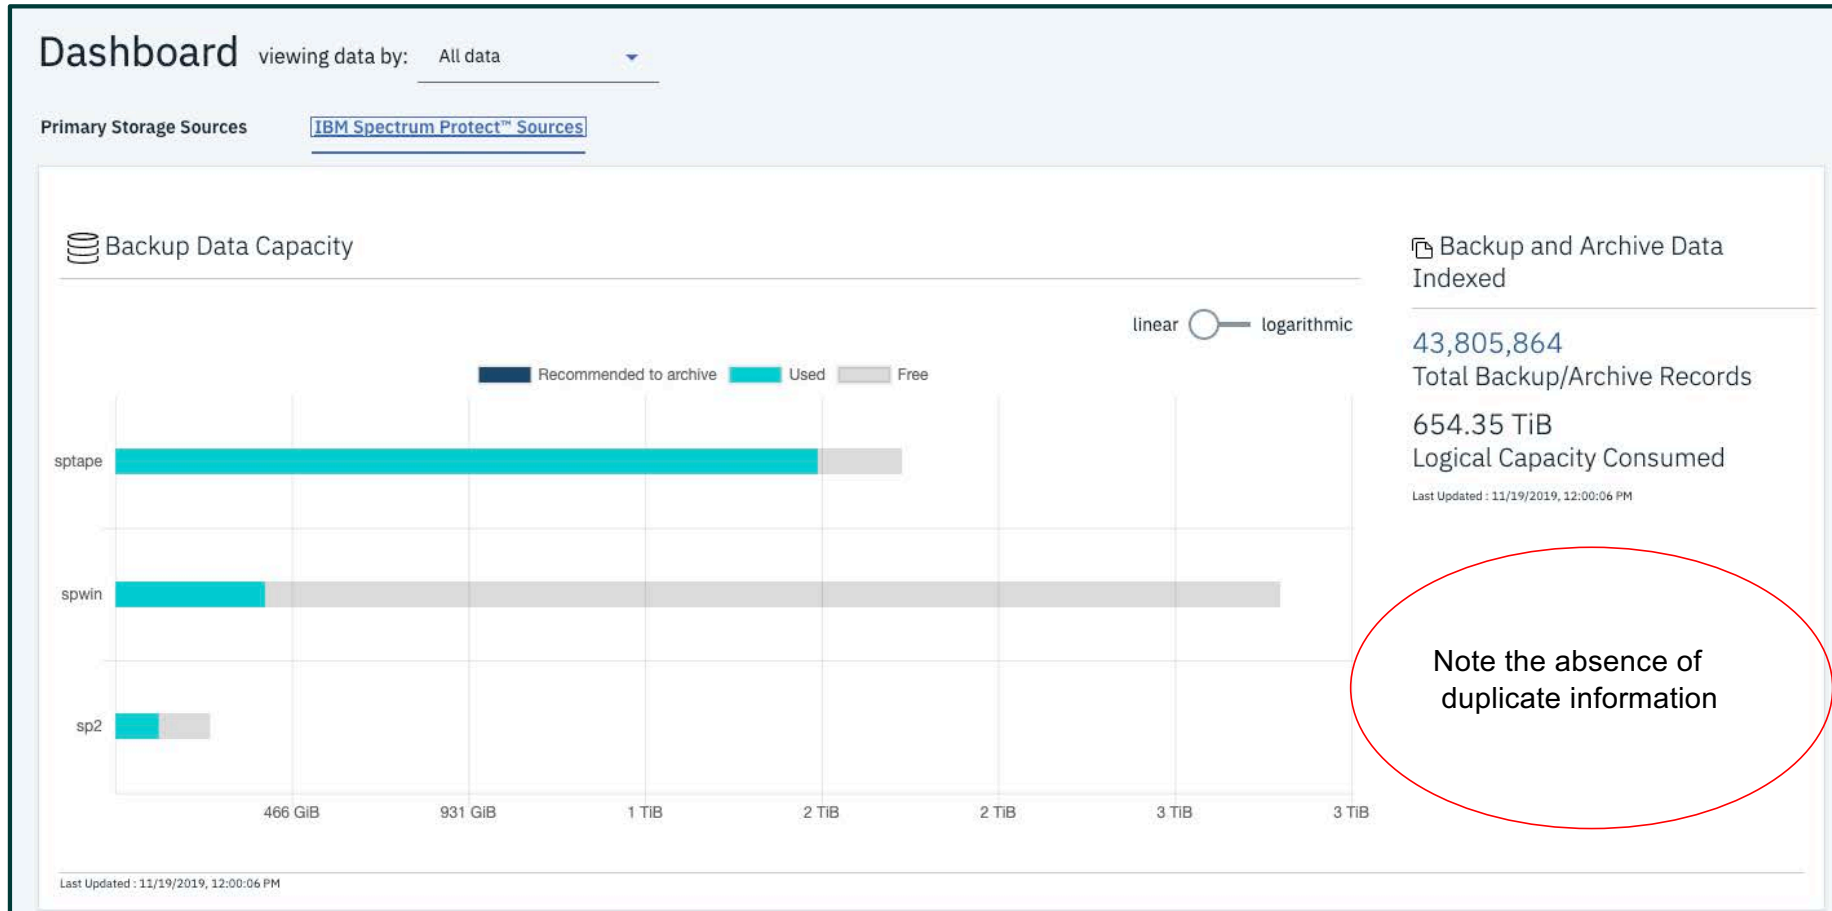 Dashboard viewing data by: All data
Primary Storage Sources IBM Spectrum Protect™ Sources
Backup Data Capacity
linear logarithmic
Recommended to archive Used Free
sptape
spwin
sp2
466 GiB 931 GiB 1 TiB 2 TiB 2 TiB 3 TiB 3 TiB
Last Updated : 11/19/2019, 12:00:06 PM
Backup and Archive Data
Indexed
43,805,864
Total Backup/Archive Records
654.35 TiB
Logical Capacity Consumed
Last Updated : 11/19/2019, 12:00:06 PM
Note the absence of
duplicate information